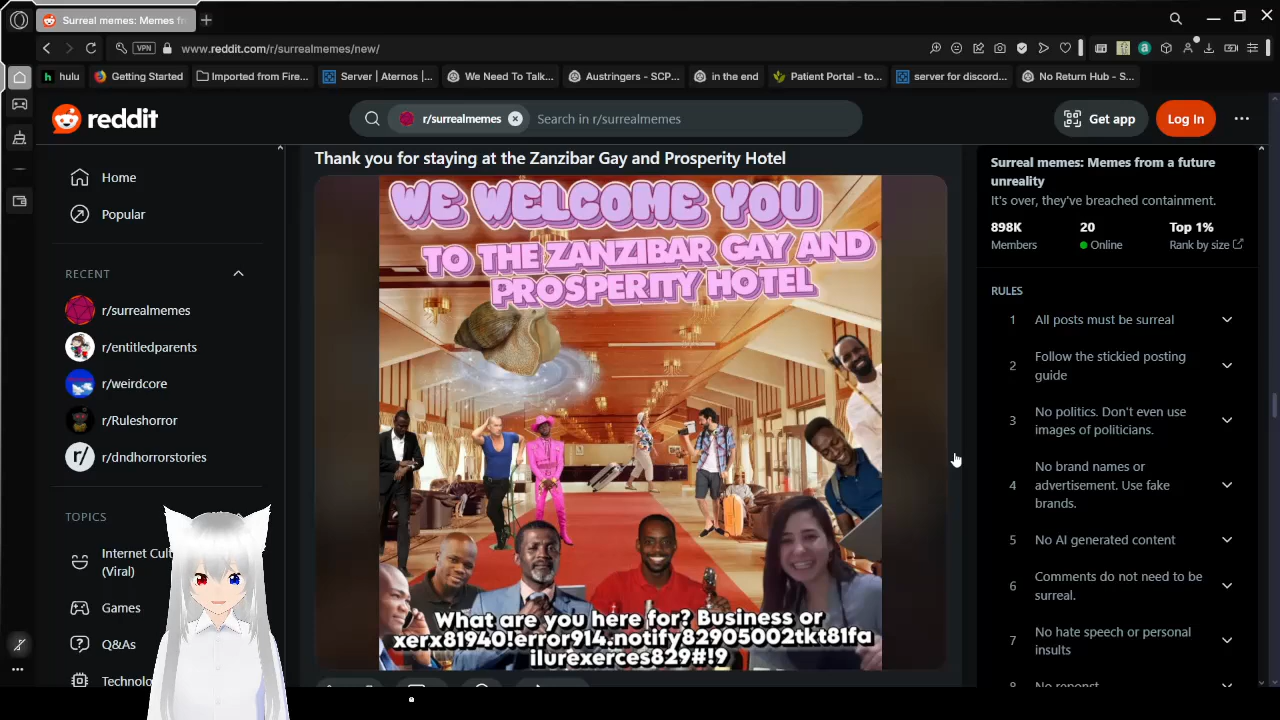 Surreal memes: Memes fr
VPN
www.reddit.com/r/surrealmemes/new/
hulu
Getting Started
Imported from Fire...
Server | Aternos |...
We Need To Talk...
Austringers - SCP...
in the end
Patient Portal - to...
server for discord...
No Return Hub - S...
reddit
r/surrealmemes
Search in r/surrealmemes
Get app
Log In
Home
Popular
RECENT
r/surrealmemes
r/entitledparents
r/weirdcore
r/Ruleshorror
r/
r/dndhorrorstories
TOPICS
Internet Cul
(Viral)
Games
Q&As
Technolo
Thank you for staying at the Zanzibar Gay and Prosperity Hotel
WE WELCOME YOU
TO THE ZANZIBAR GAY AND
PROSPERITY HOTEL
What are you here for? Business or
xerx81940!error914.notify82905002tkt81fa
ilurexerces829#!9
Surreal memes: Memes from a future
unreality
It's over, they've breached containment.
898K
20
Top 1%
Members
Online
Rank by size
RULES
1 All posts must be surreal
2 Follow the stickied posting
guide
3 No politics. Don't even use
images of politicians.
4 No brand names or
advertisement. Use fake
brands.
5 No AI generated content
6 Comments do not need to be
surreal.
7 No hate speech or personal
insults